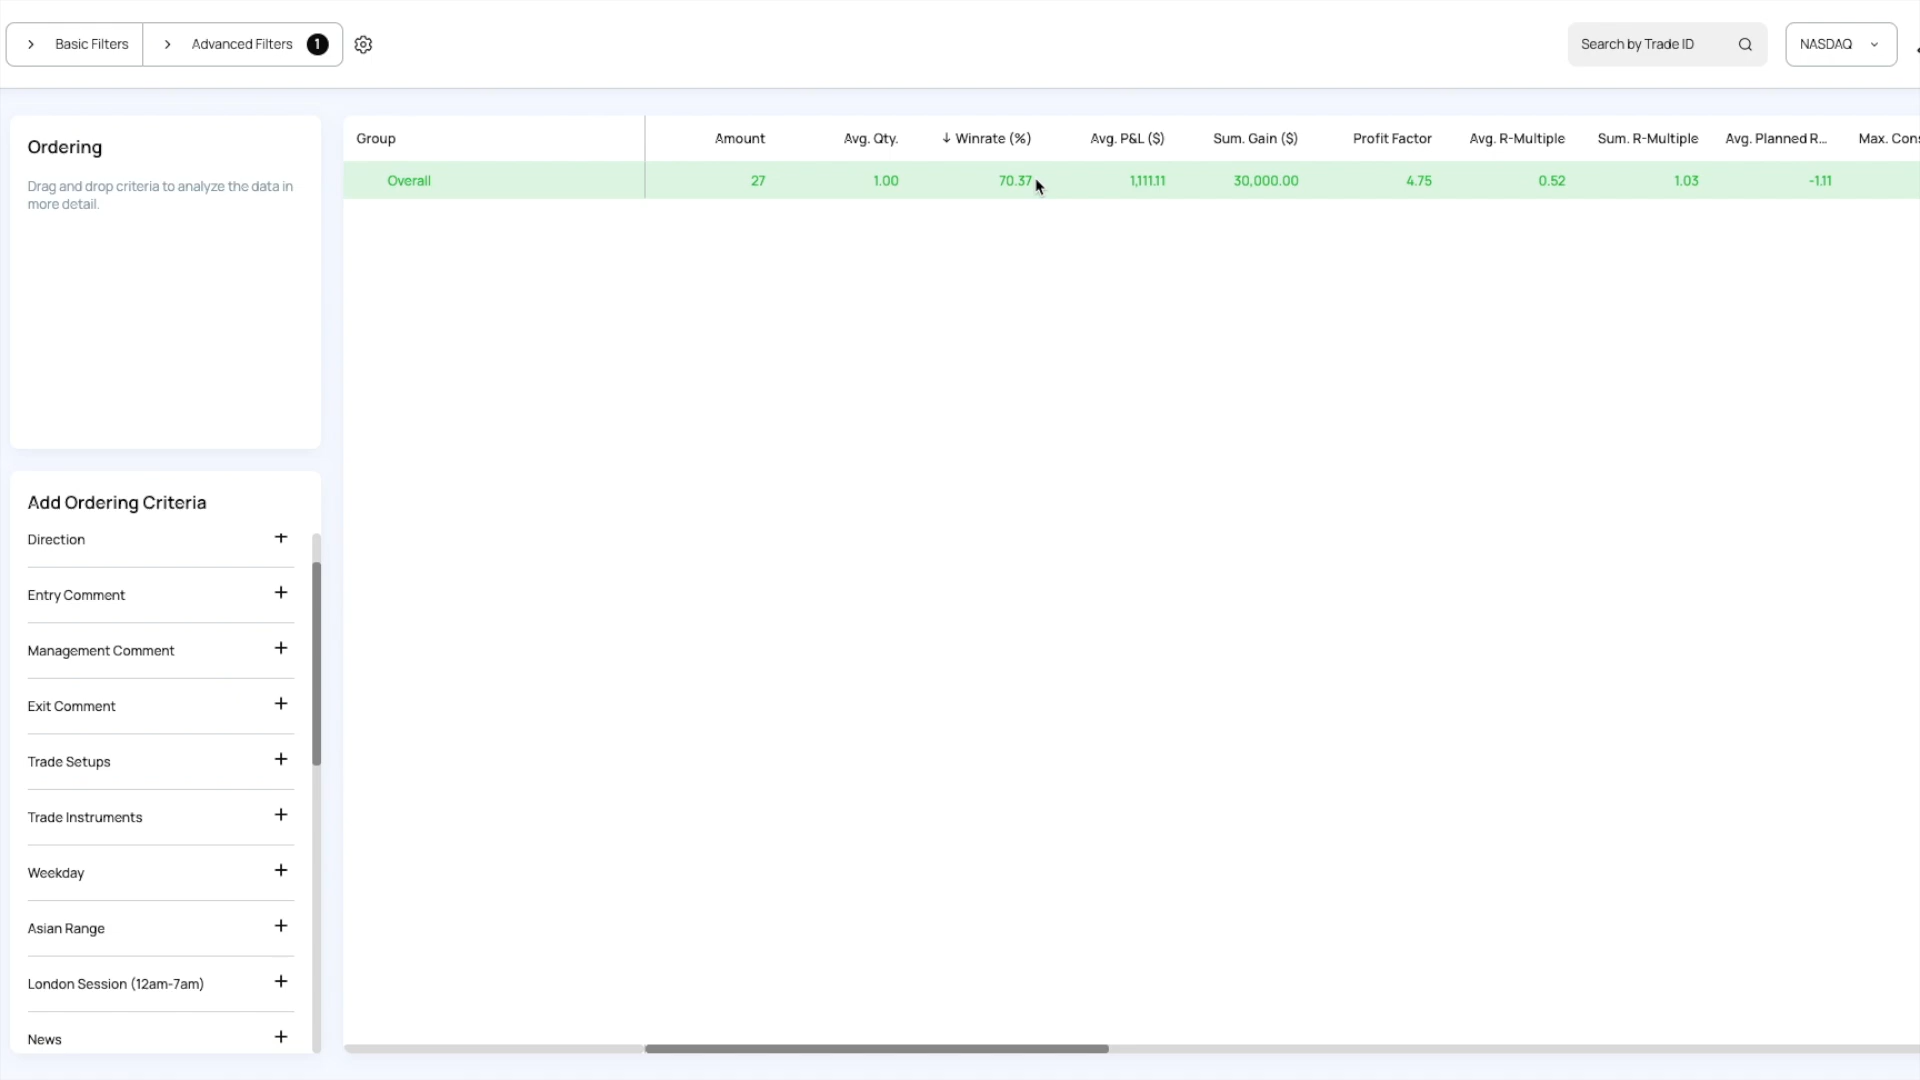 Basic Filters
Advanced Filters 1
Search by Trade ID
NASDAQ
Ordering
Drag and drop criteria to analyze the data in
more detail.
Group Amount Avg. Qty. ↓ Winrate (%) Avg. P&L ($) Sum. Gain ($) Profit Factor Avg. R-Multiple Sum. R-Multiple Avg. Planned R... Max. Cons
Overall 27 1.00 70.37 1,111.11 30,000.00 4.75 0.52 1.03 -1.11
Add Ordering Criteria
Direction
Entry Comment
Management Comment
Exit Comment
Trade Setups
Trade Instruments
Weekday
Asian Range
London Session (12am-7am)
News